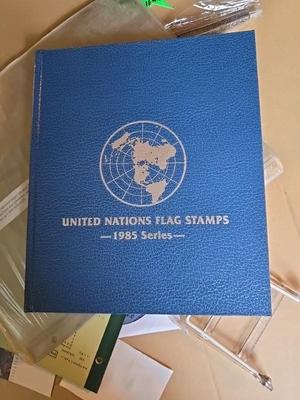 UNITED NATIONS FLAG STAMPS
—1985 Series—